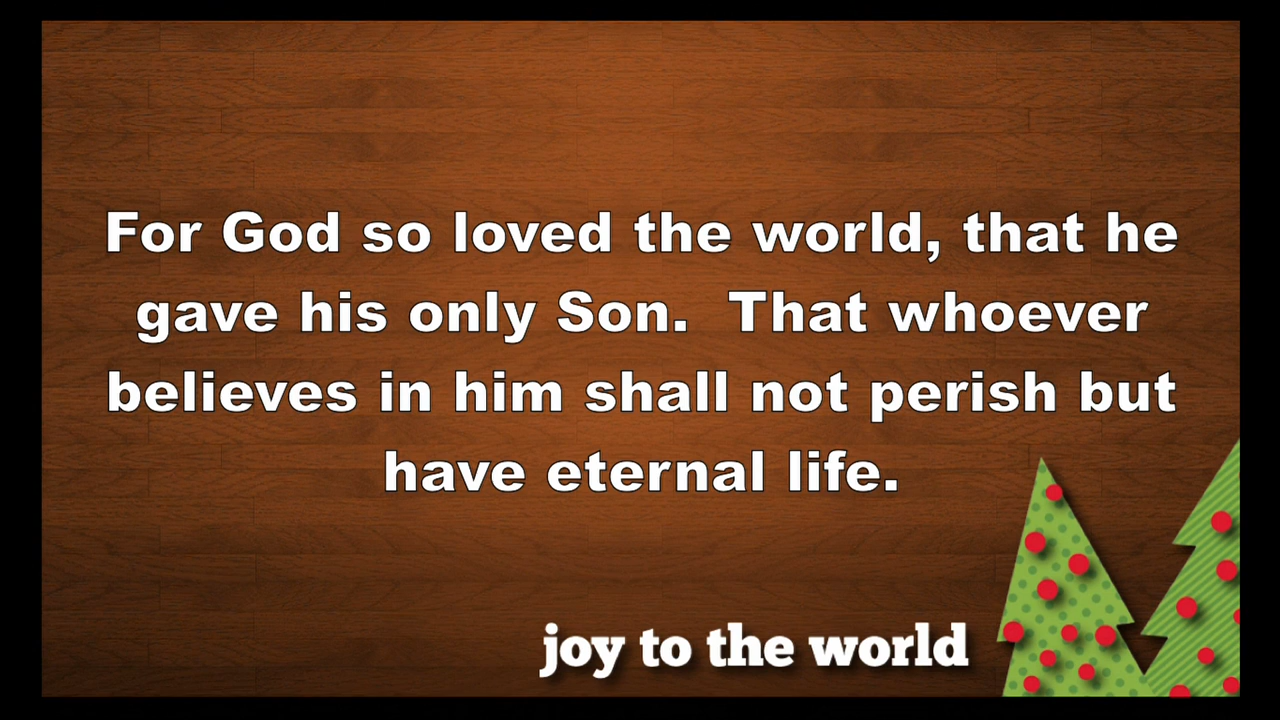 For God so loved the world, that he
gave his only Son.  That whoever
believes in him shall not perish but
have eternal life.
joy to the world